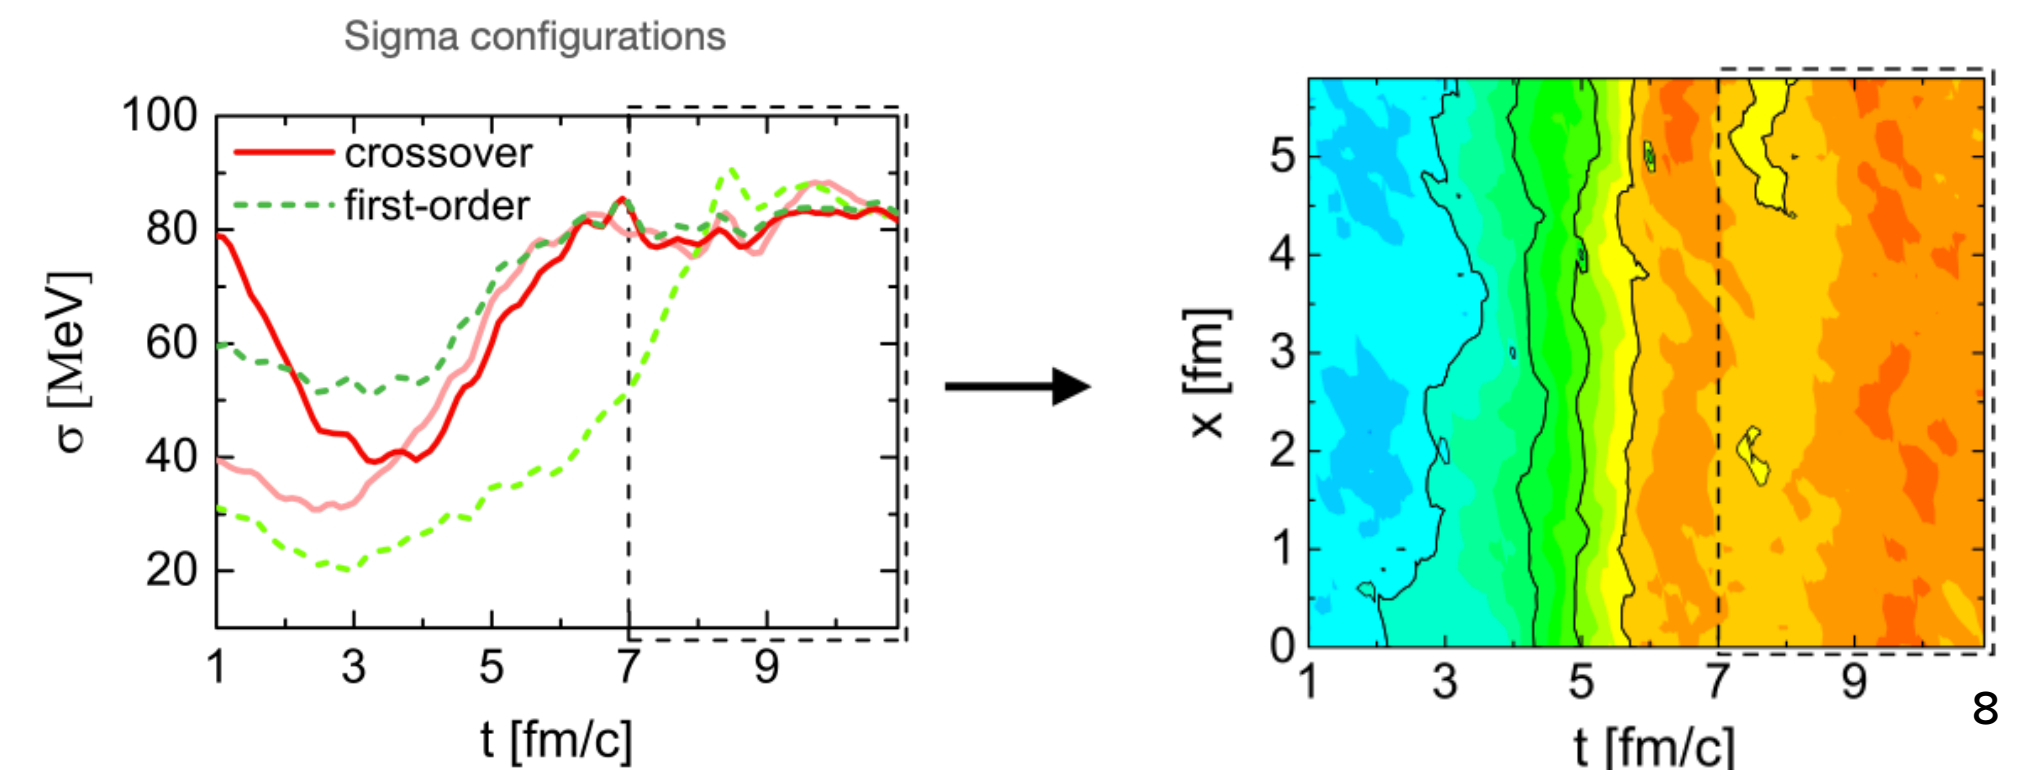 Sigma configurations
100
80
60
40
20
σ [MeV]
crossover
first-order
1 3 5 7 9
t [fm/c]
5
4
3
2
1
0
x [fm]
1 3 5 7 9
t [fm/c]
8